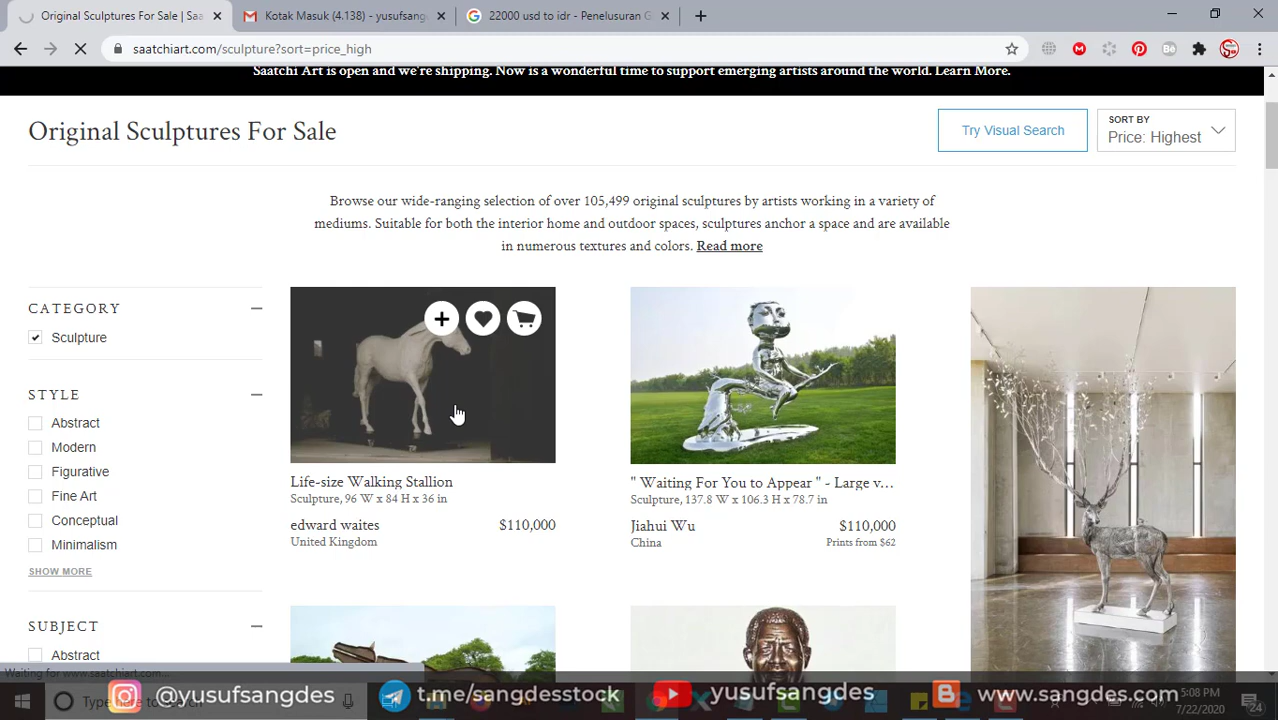 Original Sculptures For Sale | Saa
Kotak Masuk (4.138) - yusufsang
22000 usd to idr - Penelusuran G
saatchiart.com/sculpture?sort=price_high
Saatchi Art is open and we're shipping. Now is a wonderful time to support emerging artists around the world. Learn More.
Original Sculptures For Sale
Try Visual Search
SORT BY
Price: Highest
Browse our wide-ranging selection of over 105,499 original sculptures by artists working in a variety of
mediums. Suitable for both the interior home and outdoor spaces, sculptures anchor a space and are available
in numerous textures and colors. Read more
CATEGORY
Sculpture
STYLE
Abstract
Modern
Figurative
Fine Art
Conceptual
Minimalism
SHOW MORE
SUBJECT
Abstract
Life-size Walking Stallion
Sculpture, 96 W x 84 H x 36 in
edward waites
$110,000
United Kingdom
" Waiting For You to Appear " - Large v...
Sculpture, 137.8 W x 106.3 H x 78.7 in
Jiahui Wu
$110,000
China
Prints from $62
Waiting for www.saatchiart.com...
Type here to search
@yusufsangdes
t.me/sangdesstock
yusufsangdes
www.sangdes.com
5:08 PM
7/22/2020
24